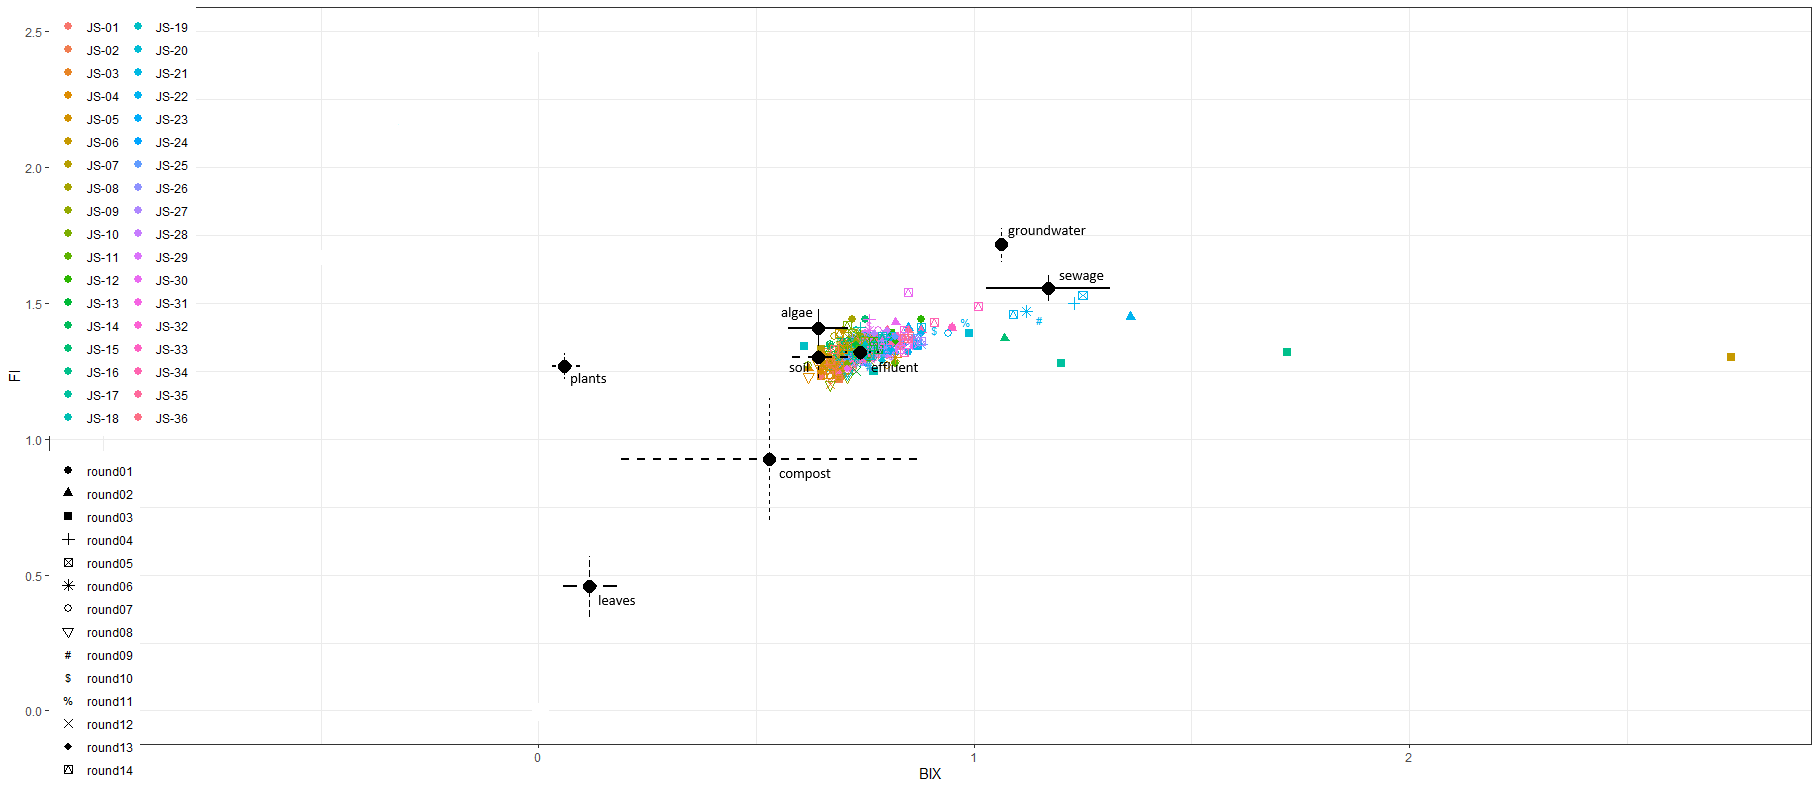 JS-01 JS-19
JS-02 JS-20
JS-03 JS-21
JS-04 JS-22
JS-05 JS-23
JS-06 JS-24
JS-07 JS-25
JS-08 JS-26
JS-09 JS-27
JS-10 JS-28
JS-11 JS-29
JS-12 JS-30
JS-13 JS-31
JS-14 JS-32
JS-15 JS-33
JS-16 JS-34
JS-17 JS-35
JS-18 JS-36
round01
round02
round03
round04
round05
round06
round07
round08
# round09
$ round10
% round11
round12
round13
round14
2.5
2.0
1.5
1.0
0.5
0.0
FI
groundwater
sewage
algae
soil
effluent
plants
compost
leaves
%
$
#
0 1 2
BIX